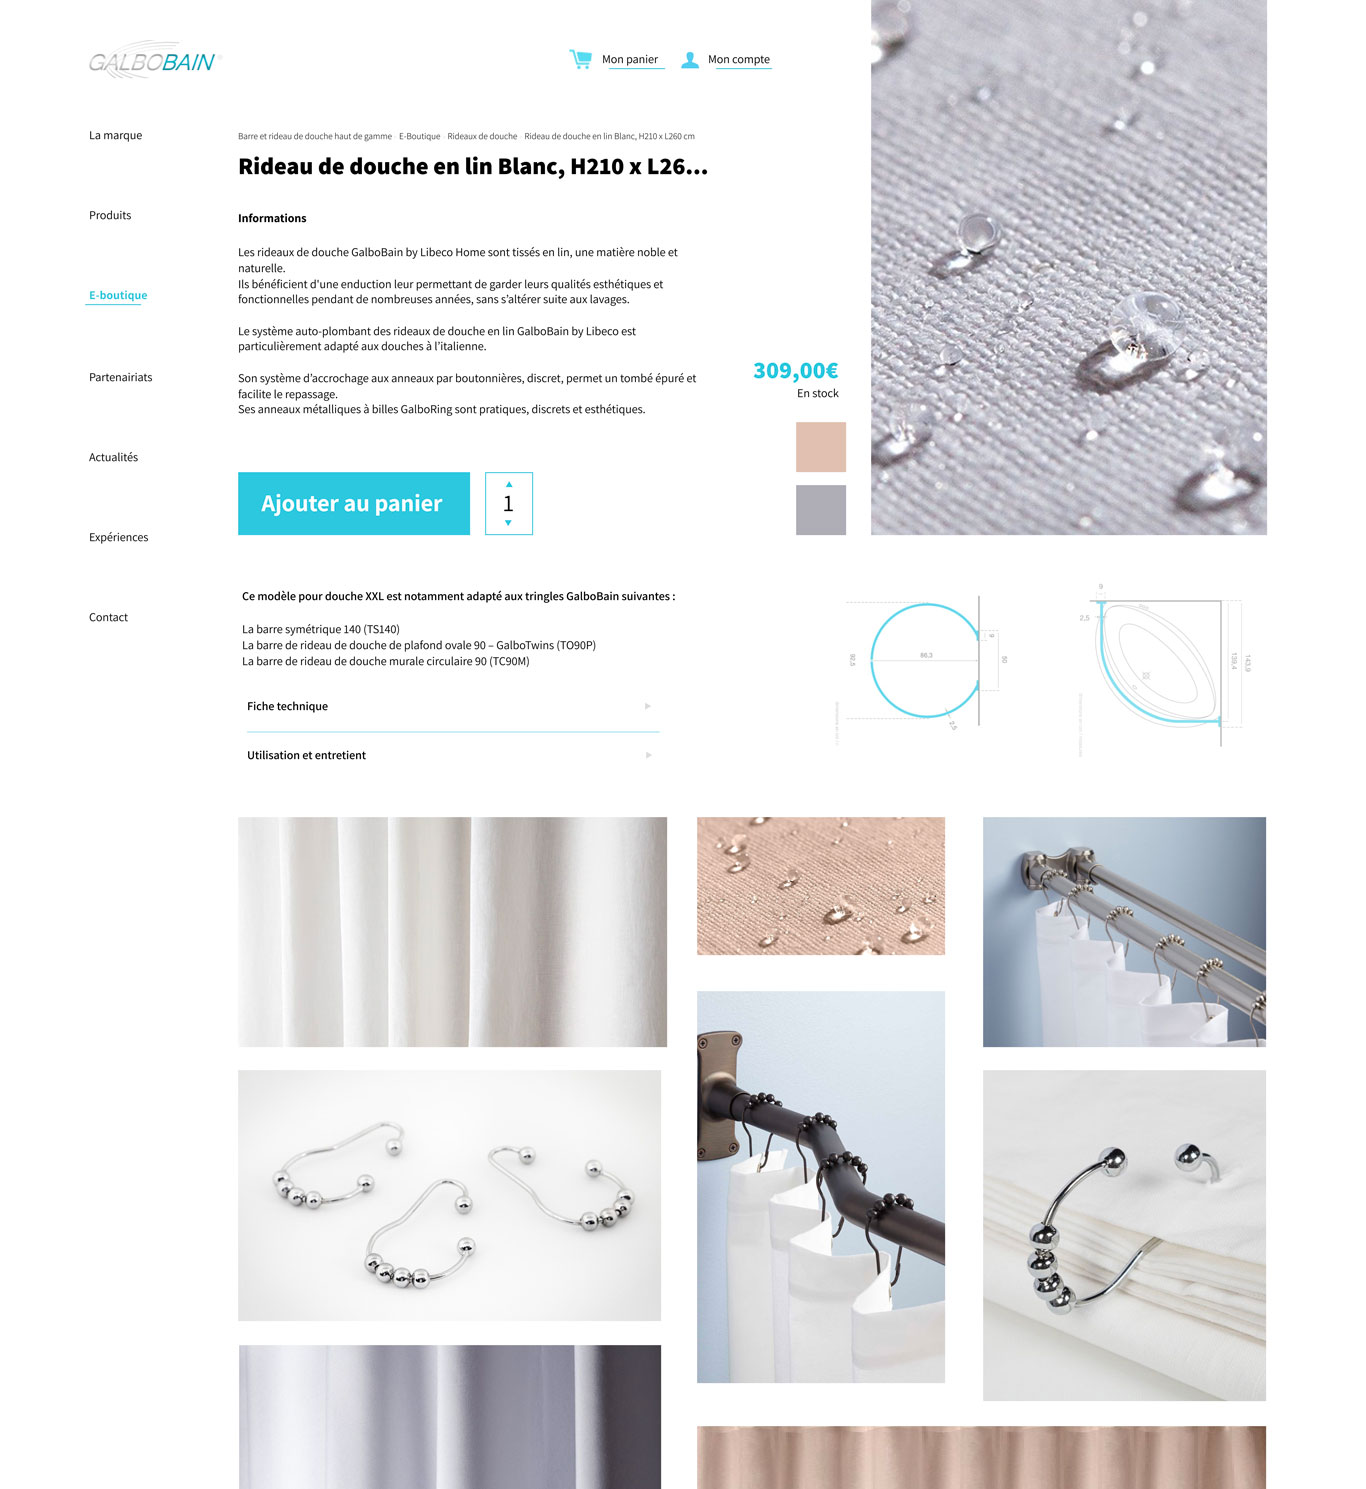 GALBOBAIN
Mon panier
Mon compte
La marque
Produits
E-boutique
Partenairiats
Actualités
Expériences
Contact
Barre et rideau de douche haut de gamme · E-Boutique · Rideaux de douche · Rideau de douche en lin Blanc, H210 x L260 cm
Rideau de douche en lin Blanc, H210 x L26...
Informations
Les rideaux de douche GalboBain by Libeco Home sont tissés en lin, une matière noble et
naturelle.
Ils bénéficient d'une enduction leur permettant de garder leurs qualités esthétiques et
fonctionnelles pendant de nombreuses années, sans s'altérer suite aux lavages.
Le système auto-plombant des rideaux de douche en lin GalboBain by Libeco est
particulièrement adapté aux douches à l'italienne.
Son système d'accrochage aux anneaux par boutonnières, discret, permet un tombé épuré et
facilite le repassage.
Ses anneaux métalliques à billes GalboRing sont pratiques, discrets et esthétiques.
309,00€
En stock
Ajouter au panier
1
Ce modèle pour douche XXL est notamment adapté aux tringles GalboBain suivantes :
La barre symétrique 140 (TS140)
La barre de rideau de douche de plafond ovale 90 – GalboTwins (TO90P)
La barre de rideau de douche murale circulaire 90 (TC90M)
Fiche technique
Utilisation et entretient
92,5
86,3
9
50
2,5
9
2,5
139,4
143,9